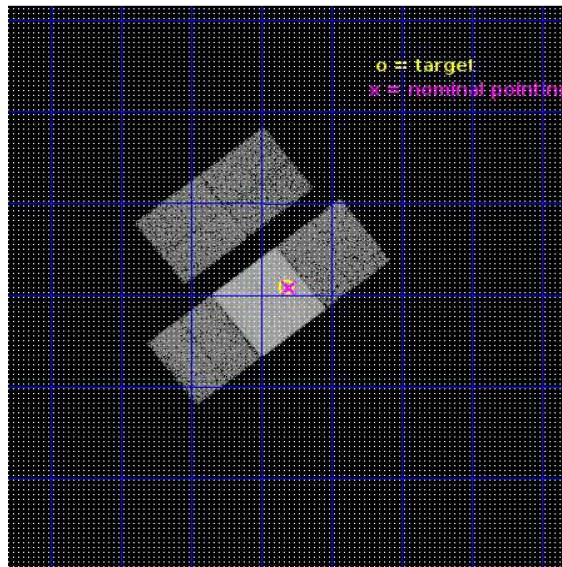 o = target
x = nominal pointing